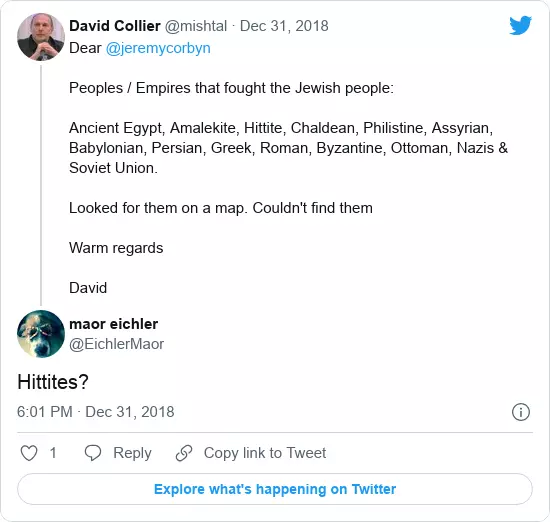 David Collier @mishtal · Dec 31, 2018
Dear @jeremycorbyn
Peoples / Empires that fought the Jewish people:
Ancient Egypt, Amalekite, Hittite, Chaldean, Philistine, Assyrian,
Babylonian, Persian, Greek, Roman, Byzantine, Ottoman, Nazis &
Soviet Union.
Looked for them on a map. Couldn't find them
Warm regards
David
maor eichler
@EichlerMaor
Hittites?
6:01 PM · Dec 31, 2018
1 Reply Copy link to Tweet
Explore what's happening on Twitter